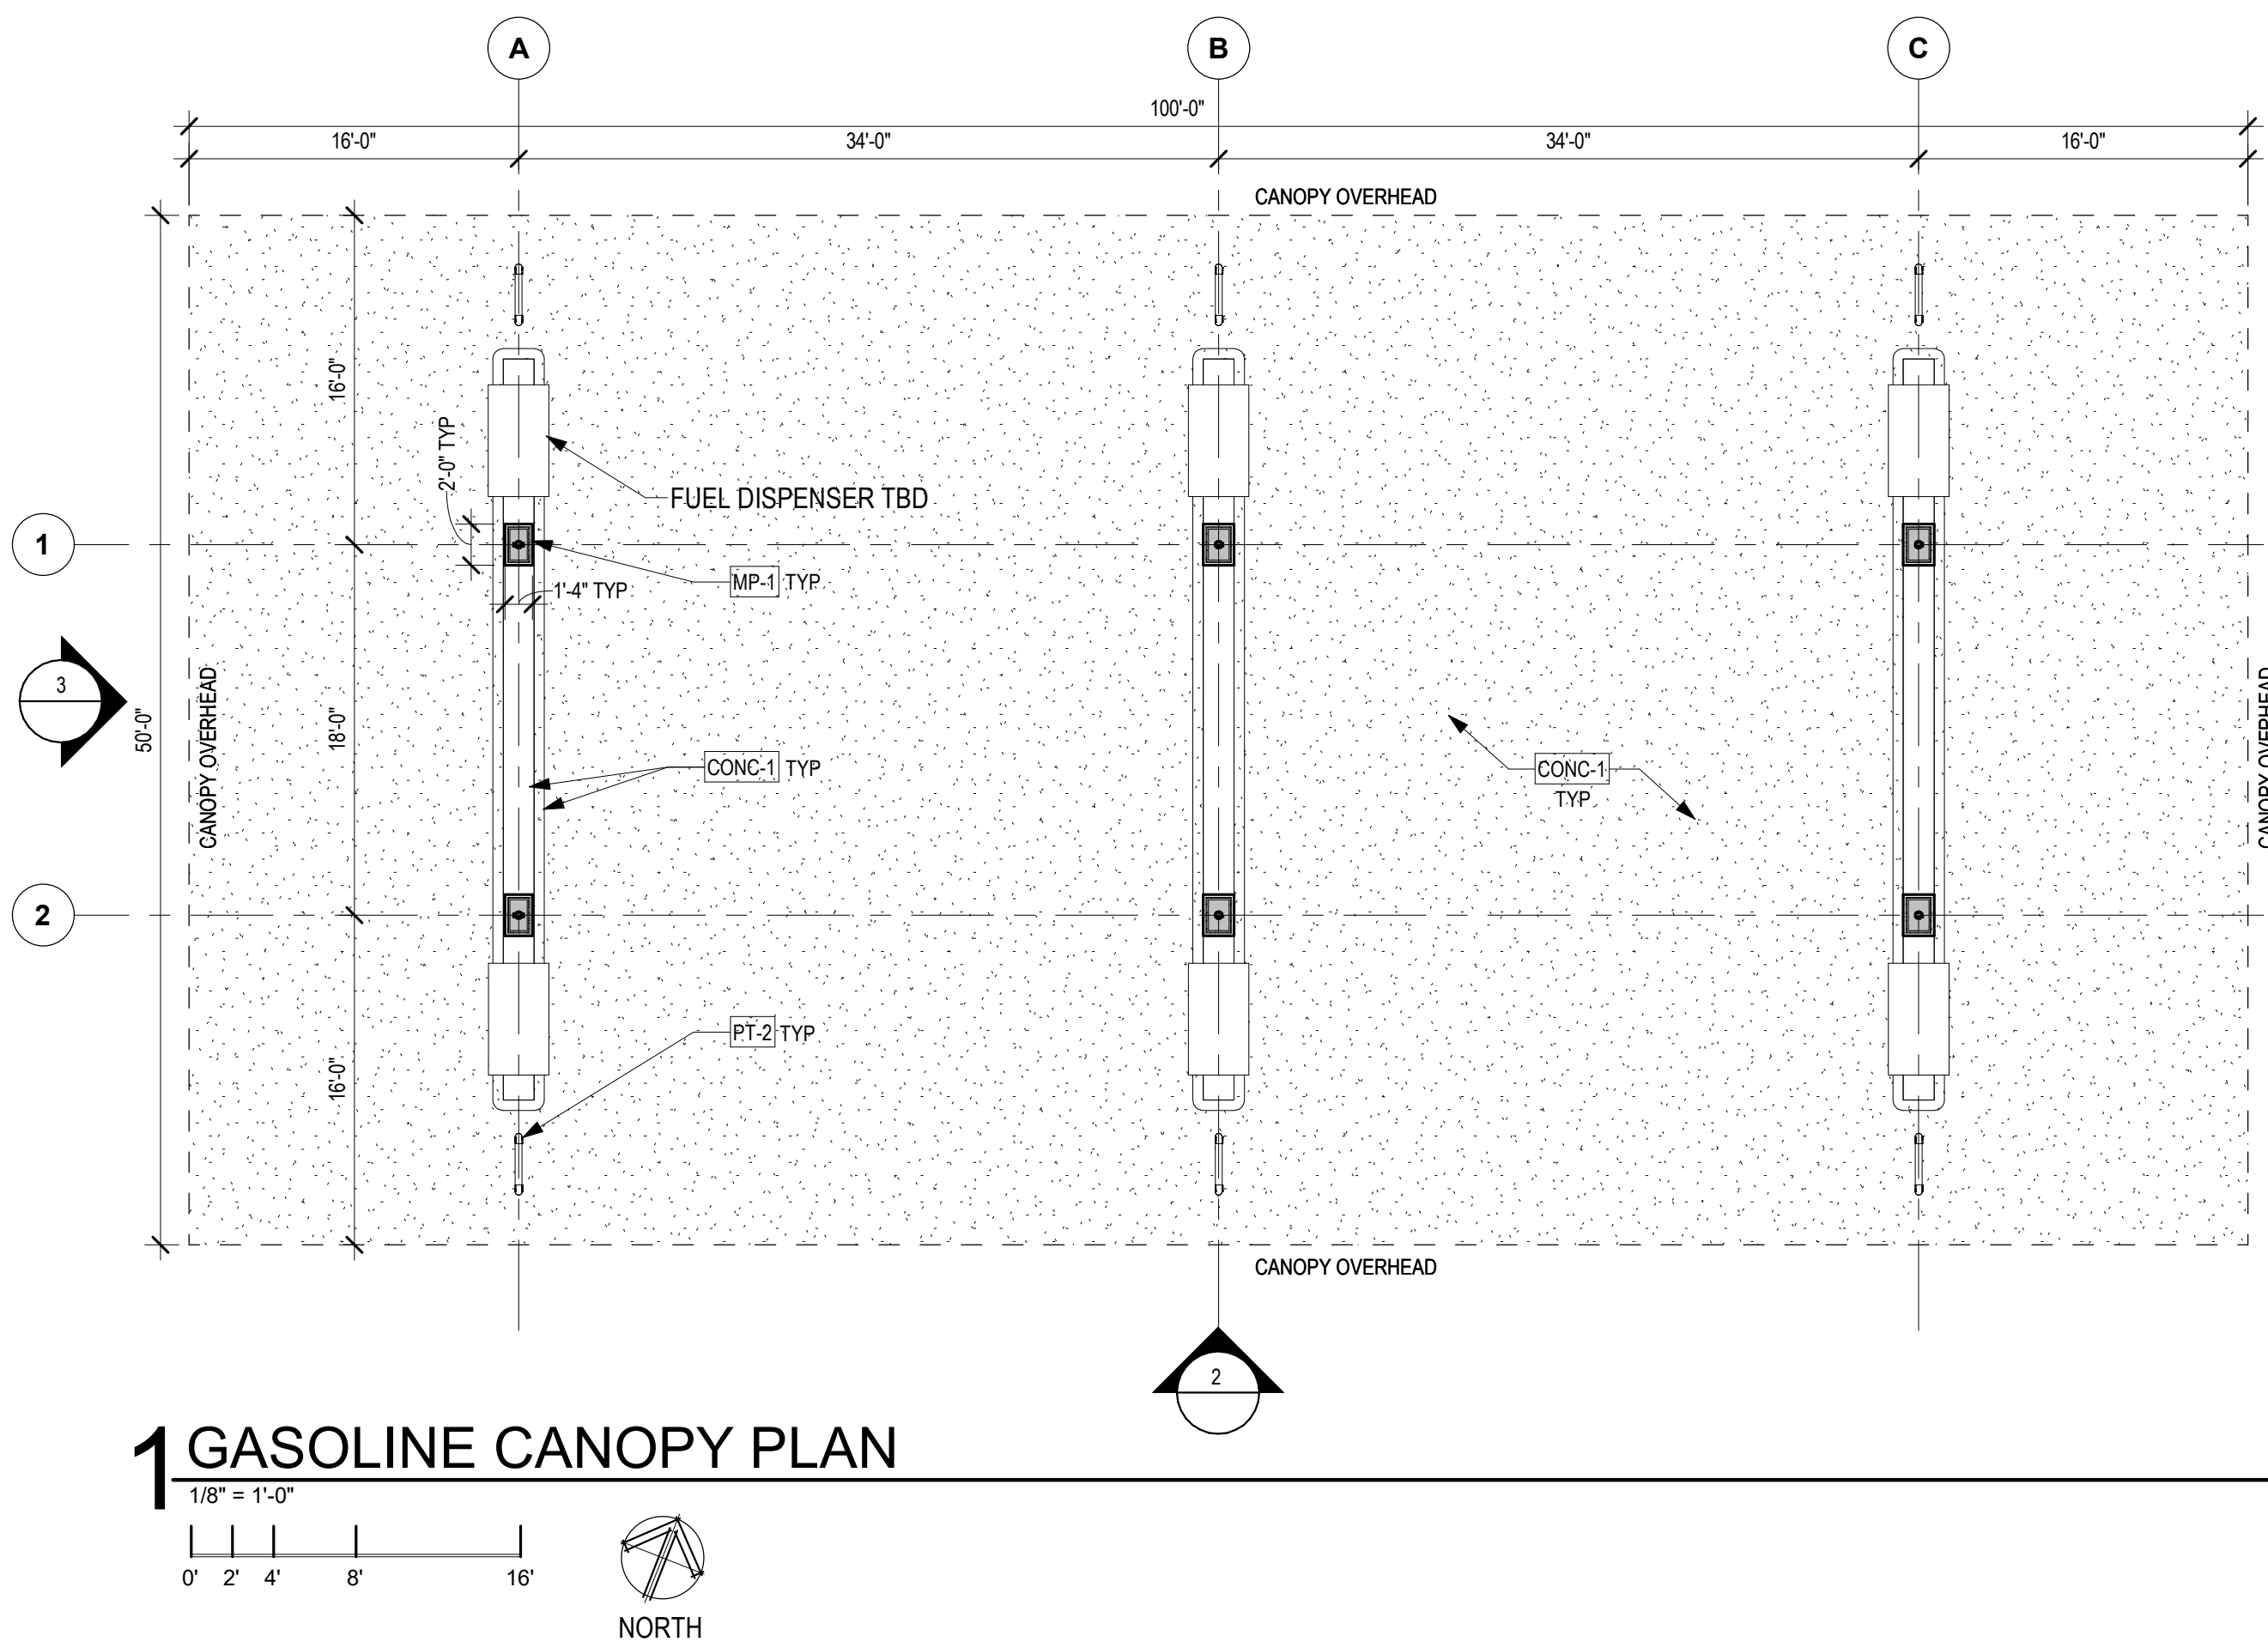 A
B
C
100'-0"
16'-0"
34'-0"
34'-0"
16'-0"
CANOPY OVERHEAD
16'-0"
2'-0" TYP
FUEL DISPENSER TBD
1
MP-1 TYP
1'-4" TYP
3
50'-0"
CANOPY OVERHEAD
18'-0"
CONC-1 TYP
CONC-1
TYP
CANOPY OVERHEAD
2
16'-0"
PT-2 TYP
CANOPY OVERHEAD
2
1 GASOLINE CANOPY PLAN
1/8" = 1'-0"
0' 2' 4' 8' 16'
NORTH